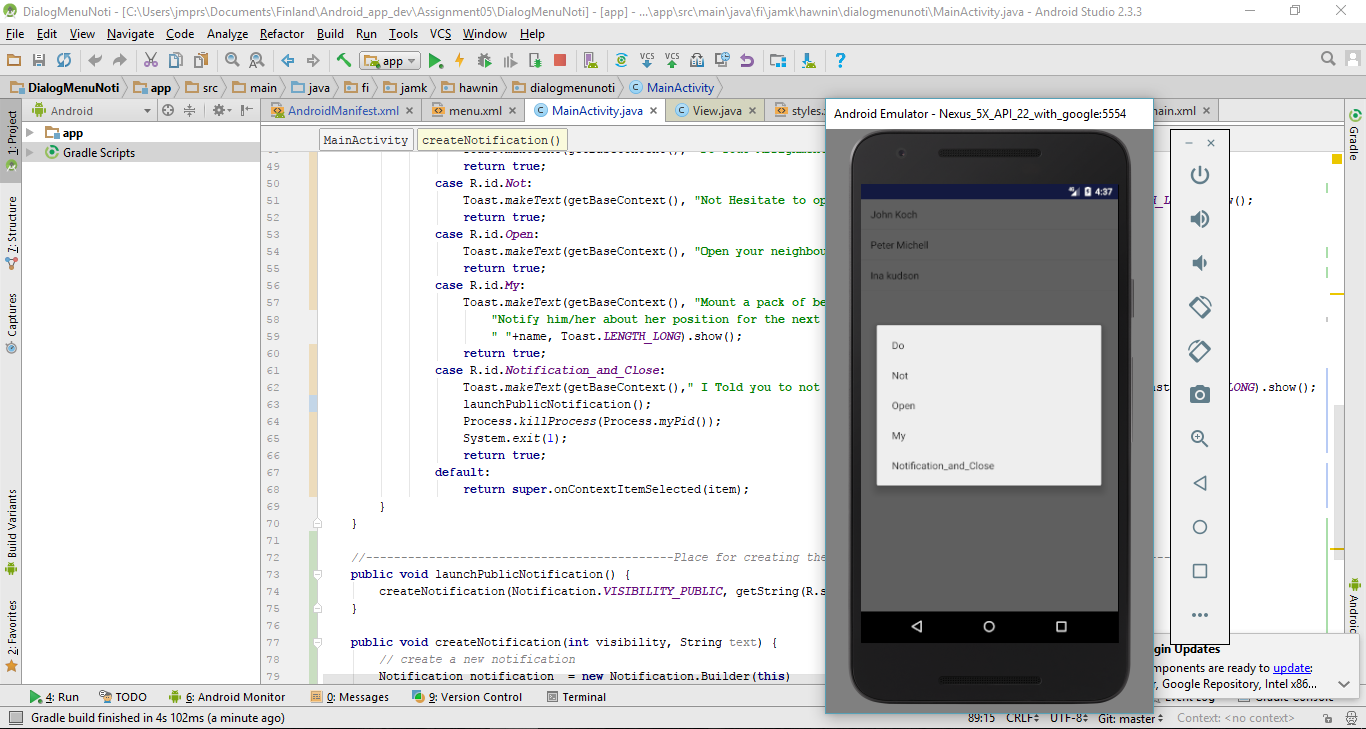 DialogMenuNoti - [C:\Users\jmprs\Documents\Finland\Android_app_dev\Assignment05\DialogMenuNoti] - [app] - ...\app\src\main\java\fi\jamk\hawnin\dialogmenunoti\MainActivity.java - Android Studio 2.3.3
File Edit View Navigate Code Analyze Refactor Build Run Tools VCS Window Help
app
DialogMenuNoti app src main java fi jamk hawnin dialogmenunoti MainActivity
Android
AndroidManifest.xml menu.xml MainActivity.java View.java styles. main.xml
MainActivity createNotification()
app
Gradle Scripts
1: Project
7: Structure
Captures
Build Variants
2: Favorites
49 return true;
50 case R.id.Not:
51 Toast.makeText(getBaseContext(), "Not Hesitate to op
52 return true;
53 case R.id.Open:
54 Toast.makeText(getBaseContext(), "Open your neighbou
55 return true;
56 case R.id.My:
57 Toast.makeText(getBaseContext(), "Mount a pack of be
58 "Notify him/her about her position for the next
59 " "+name, Toast.LENGTH_LONG).show();
60 return true;
61 case R.id.Notification_and_Close:
62 Toast.makeText(getBaseContext()," I Told you to not
LONG).show();
63 launchPublicNotification();
64 Process.killProcess(Process.myPid());
65 System.exit(1);
66 return true;
67 default:
68 return super.onContextItemSelected(item);
69 }
70 }
71
72 //--------------------------------------------Place for creating the
73 public void launchPublicNotification() {
74 createNotification(Notification.VISIBILITY_PUBLIC, getString(R.s
75 }
76
77 public void createNotification(int visibility, String text) {
78 // create a new notification
79 Notification notification = new Notification.Builder(this)
Android Emulator - Nexus_5X_API_22_with_google:5554
4:37
John Koch
Peter Michell
Ina kudson
Do
Not
Open
My
Notification_and_Close
Gradle
gin Updates
mponents are ready to update:
r, Google Repository, Intel x86...
4: Run TODO 6: Android Monitor 0: Messages 9: Version Control Terminal Event Log Gradle Console
Gradle build finished in 4s 102ms (a minute ago)
89:15 CRLF UTF-8 Git: master Context: <no context>